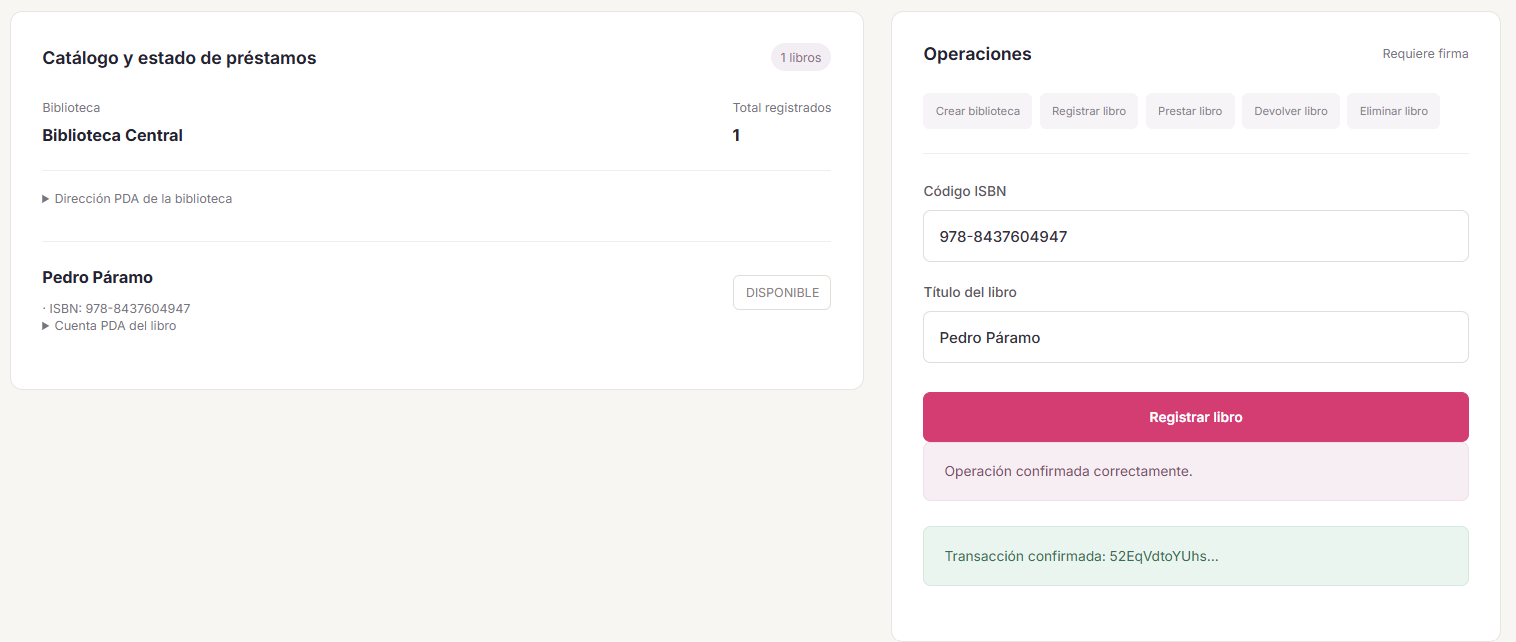 Catálogo y estado de préstamos
1 libros
Biblioteca
Total registrados
Biblioteca Central
1
Dirección PDA de la biblioteca
Pedro Páramo
· ISBN: 978-8437604947
Cuenta PDA del libro
DISPONIBLE
Operaciones
Requiere firma
Crear biblioteca
Registrar libro
Prestar libro
Devolver libro
Eliminar libro
Código ISBN
978-8437604947
Título del libro
Pedro Páramo
Registrar libro
Operación confirmada correctamente.
Transacción confirmada: 52EqVdtoYUhs...